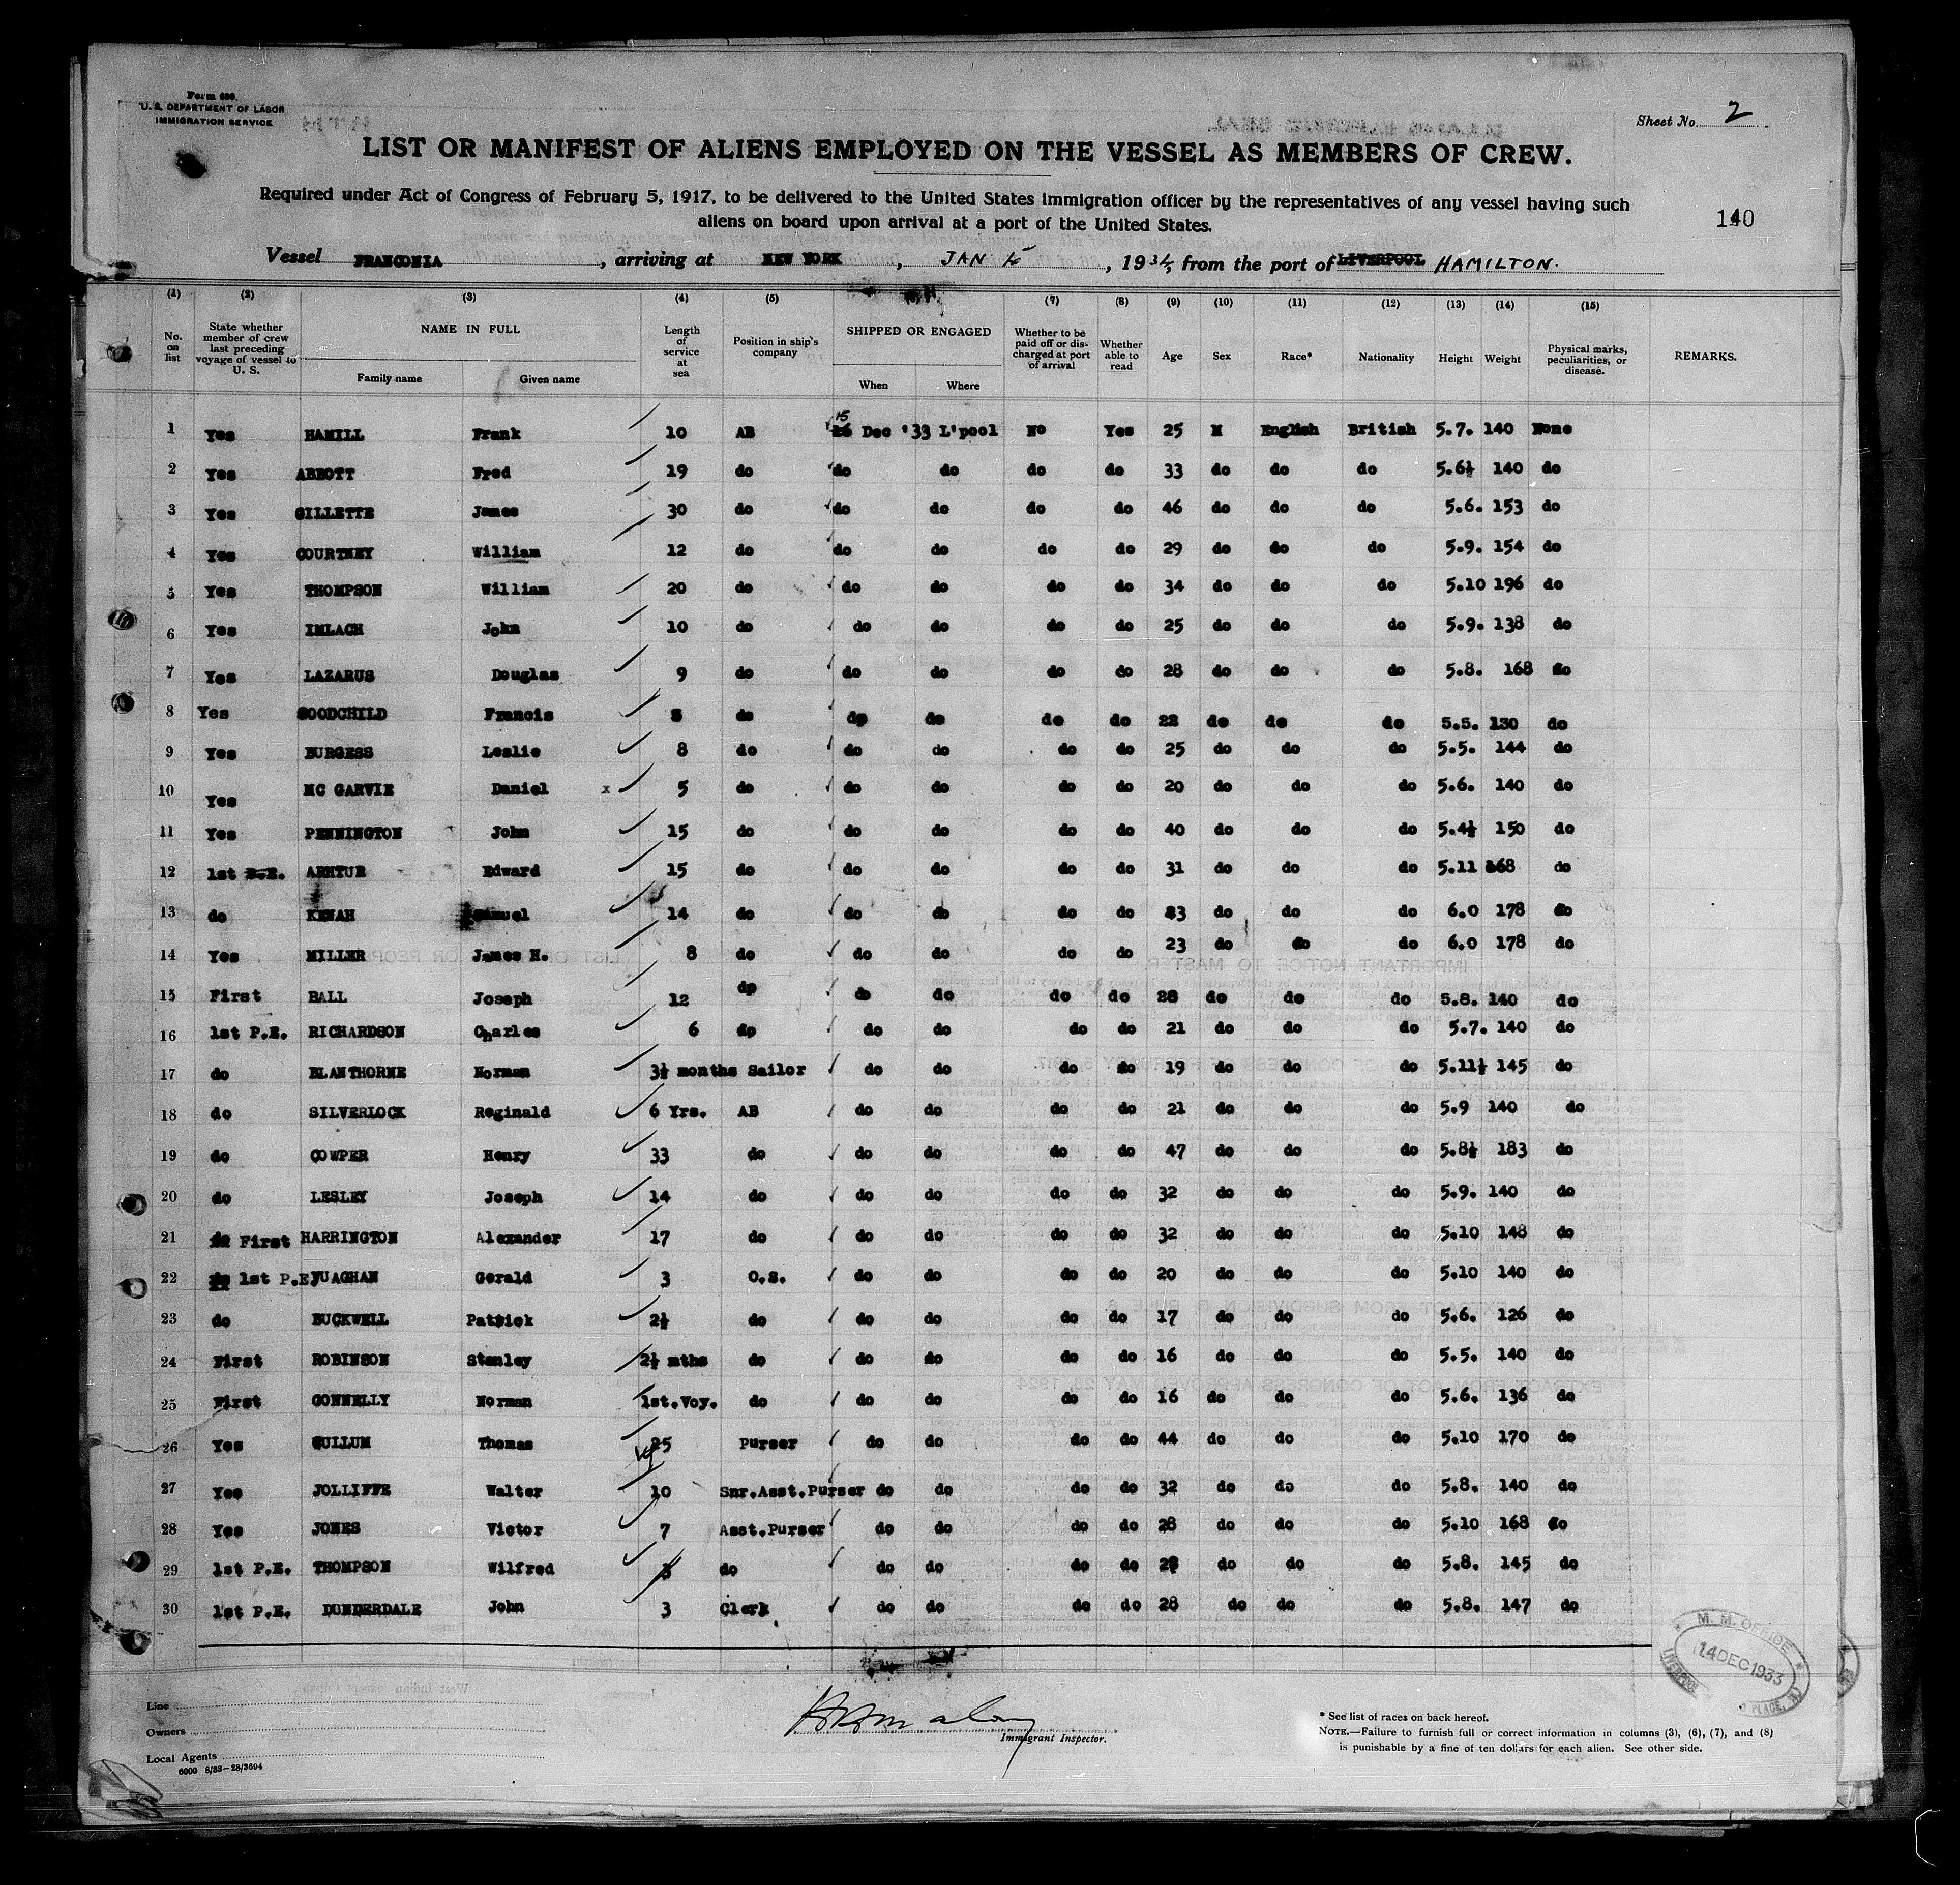 Form 680.
U. S. DEPARTMENT OF LABOR
IMMIGRATION SERVICE
Sheet No. 2
LIST OR MANIFEST OF ALIENS EMPLOYED ON THE VESSEL AS MEMBERS OF CREW.
Required under Act of Congress of February 5, 1917, to be delivered to the United States immigration officer by the representatives of any vessel having such
aliens on board upon arrival at a port of the United States.
140
Vessel FRANCONIA, arriving at NEW YORK, JAN 4, 1934, from the port of LIVERPOOL HAMILTON.
(1) (2) (3) (4) (5) (7) (8) (9) (10) (11) (12) (13) (14) (15)
No. on list State whether member of crew last preceding voyage of vessel to U. S. NAME IN FULL Family name Given name Length of service at sea Position in ship's company SHIPPED OR ENGAGED When Where Whether to be paid off or discharged at port of arrival Whether able to read Age Sex Race* Nationality Height Weight Physical marks, peculiarities, or disease. REMARKS.
1 Yes HAMILL Frank 10 AB 15 Dec '33 L'pool No Yes 25 M English British 5.7. 140 None
2 Yes ABBOTT Fred 19 do do do do do 33 do do do 5.6½ 140 do
3 Yes GILLETTE James 30 do do do do do 46 do do do 5.6. 153 do
4 Yes COURTNEY William 12 do do do do do 29 do do do 5.9. 154 do
5 Yes THOMPSON William 20 do do do do do 34 do do do 5.10 196 do
6 Yes IMLACH John 10 do do do do do 25 do do do 5.9. 138 do
7 Yes LAZARUS Douglas 9 do do do do do 28 do do do 5.8. 168 do
8 Yes GOODCHILD Francis 5 do do do do do 22 do do do 5.5. 130 do
9 Yes BURGESS Leslie 8 do do do do do 25 do do do 5.5. 144 do
10 Yes MC GARVIE Daniel x 5 do do do do do 20 do do do 5.6. 140 do
11 Yes PENNINGTON John 15 do do do do do 40 do do do 5.4½ 150 do
12 1st P.E. ARHTUR Edward 15 do do do do do 31 do do do 5.11 168 do
13 do KENAH Samuel 14 do do do do do 33 do do do 6.0 178 do
14 Yes MILLER James H. 8 do do do do do 23 do do do 6.0 178 do
15 First BALL Joseph 12 do do do do do 28 do do do 5.8. 140 do
16 1st P.E. RICHARDSON Charles 6 do do do do do 21 do do do 5.7. 140 do
17 do BLANTHORNE Norman 3½ months Sailor do do do do 19 do do do 5.11½ 145 do
18 do SILVERLOCK Reginald 6 Yrs. AB do do do do 21 do do do 5.9 140 do
19 do COWPER Henry 33 do do do do do 47 do do do 5.8½ 183 do
20 do LESLEY Joseph 14 do do do do do 32 do do do 5.9. 140 do
21 do First HARRINGTON Alexander 17 do do do do do 32 do do do 5.10 148 do
22 do 1st P.E. VUAGHAN Gerald 3 O.S. do do do do 20 do do do 5.10 140 do
23 do BUCKWELL Patrick 2½ do do do do do 17 do do do 5.6. 126 do
24 First ROBINSON Stanley 2½ mths do do do do do 16 do do do 5.5. 140 do
25 First CONNELLY Norman 1st.Voy. do do do do do 16 do do do 5.6. 136 do
26 Yes CULLUM Thomas 25 Purser do do do do 44 do do do 5.10 170 do
27 Yes JOLLIFFE Walter 10 Snr.Asst.Purser do do do do 32 do do do 5.8. 140 do
28 Yes JONES Victor 7 Asst.Purser do do do do 28 do do do 5.10 168 do
29 1st P.E. THOMPSON Wilfred 3 do do do do do do do do 5.8. 145 do
30 1st P.E. DUNDERDALE John 3 Clerk do do do do 28 do do do 5.8. 147 do
M. M. OFFICE
14 DEC 1933
LIVERPOOL
PLACE.
Line
Owners
Local Agents
6000 8/33—28/3694
Immigrant Inspector.
* See list of races on back hereof.
NOTE.—Failure to furnish full or correct information in columns (3), (6), (7), and (8)
is punishable by a fine of ten dollars for each alien. See other side.